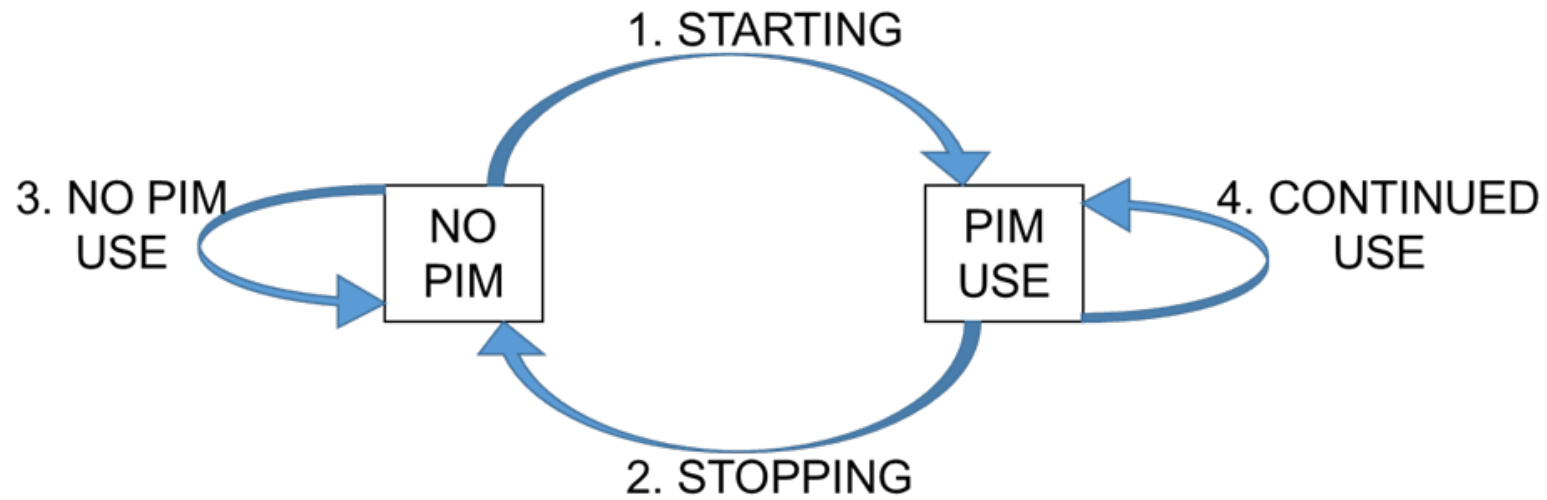 1. STARTING
3. NO PIM
USE
NO
PIM
PIM
USE
4. CONTINUED
USE
2. STOPPING